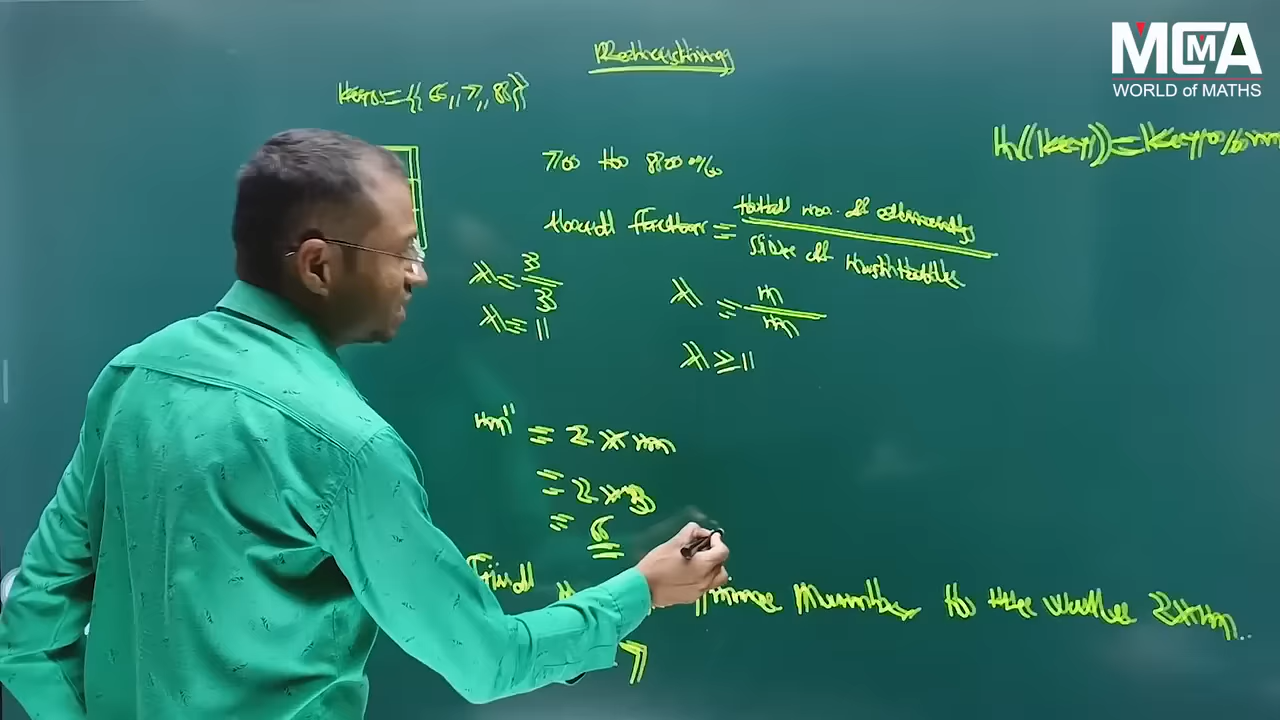 Rehashing
MCMA
WORLD of MATHS
Keys = { 6, 7, 8 }
h(Key) = Key % m
70 to 80 %
Load Factor = total no. of elements
size of Hashtable
λ = 3
3
λ = 1
λ = n
m
λ ≥ 1
m' = 2 × m
= 2 × 3
= 6
Find prime Number to the value 2×m.
7